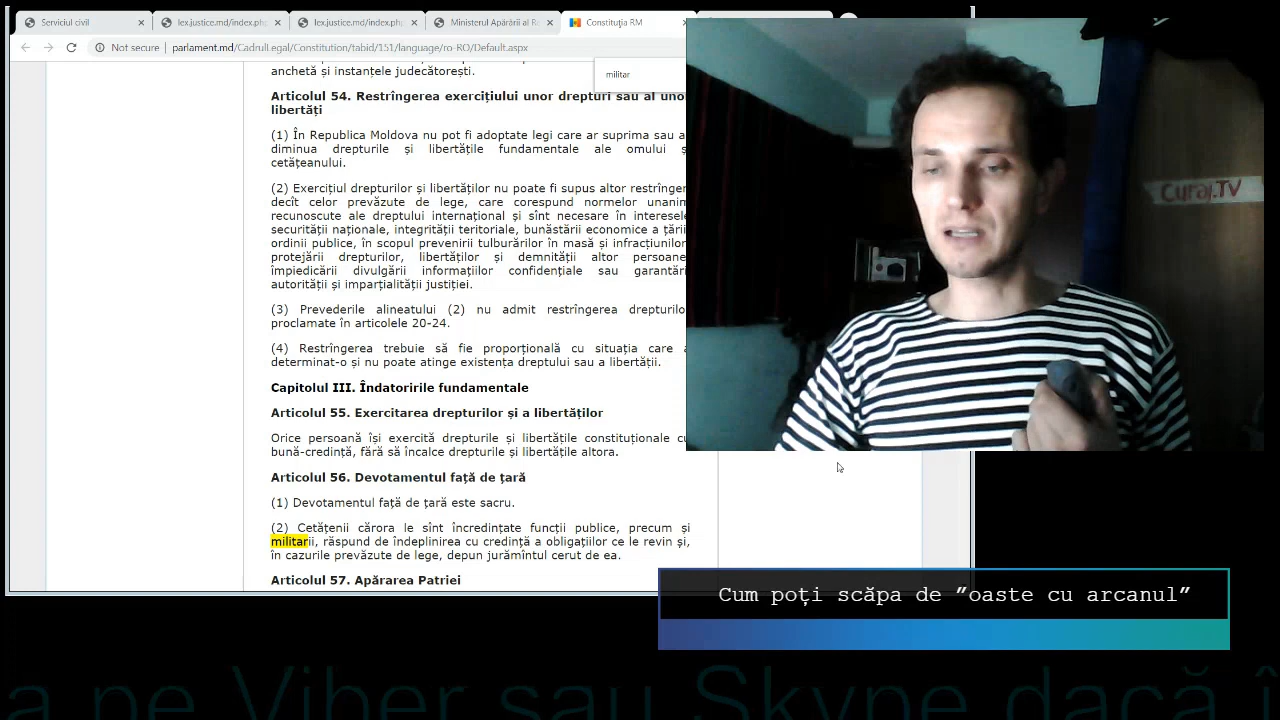 Serviciul civil
lex.justice.md/index.php
lex.justice.md/index.php
Ministerul Apărării al R
Constituţia RM
Not secure
parlament.md/CadrulLegal/Constitution/tabid/151/language/ro-RO/Default.aspx
militar
anchetă și instanțele judecătorești.
Articolul 54. Restrîngerea exercițiului unor drepturi sau al unor
libertăți
(1) În Republica Moldova nu pot fi adoptate legi care ar suprima sau a
diminua drepturile și libertățile fundamentale ale omului ș
cetățeanului.
(2) Exercițiul drepturilor și libertăților nu poate fi supus altor restrînger
decît celor prevăzute de lege, care corespund normelor unanim
recunoscute ale dreptului internațional și sînt necesare în interesele
securității naționale, integrității teritoriale, bunăstării economice a țării
ordinii publice, în scopul prevenirii tulburărilor în masă și infracțiunilor
protejării drepturilor, libertăților și demnității altor persoane
împiedicării divulgării informațiilor confidențiale sau garantări
autorității și imparțialității justiției.
(3) Prevederile alineatului (2) nu admit restrîngerea drepturilo
proclamate în articolele 20-24.
(4) Restrîngerea trebuie să fie proporțională cu situația care a
determinat-o și nu poate atinge existența dreptului sau a libertății.
Capitolul III. Îndatoririle fundamentale
Articolul 55. Exercitarea drepturilor și a libertăților
Orice persoană își exercită drepturile și libertățile constituționale cu
bună-credință, fără să încalce drepturile și libertățile altora.
Articolul 56. Devotamentul față de țară
(1) Devotamentul față de țară este sacru.
(2) Cetățenii cărora le sînt încredințate funcții publice, precum și
militarii, răspund de îndeplinirea cu credință a obligațiilor ce le revin și,
în cazurile prevăzute de lege, depun jurămîntul cerut de ea.
Articolul 57. Apărarea Patriei
Curaj.TV
Cum poți scăpa de ”oaste cu arcanul”
a pe Viber sau Skype dacă î